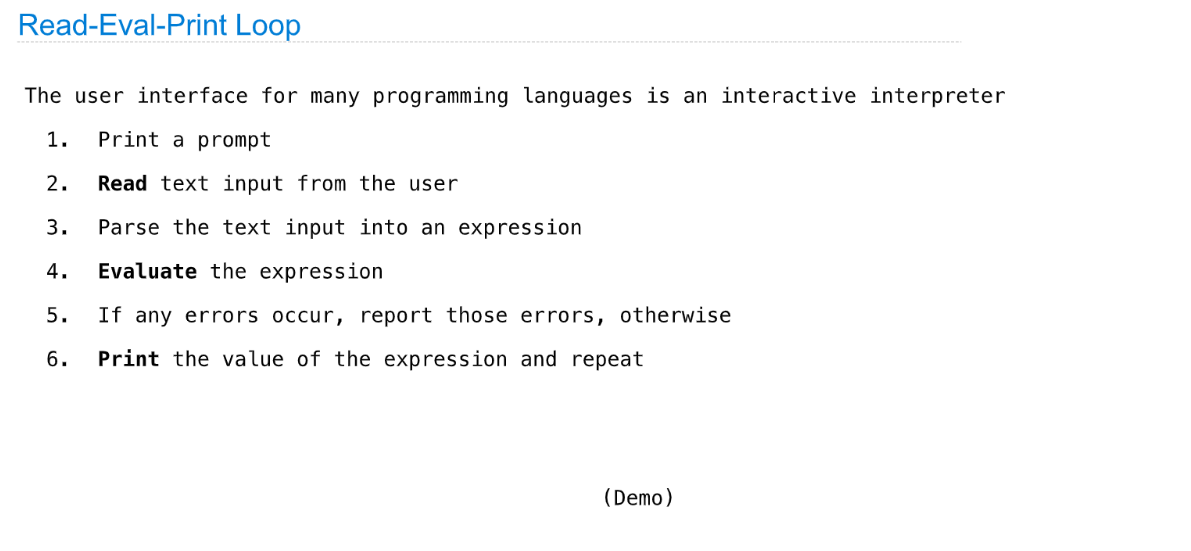 Read-Eval-Print Loop
The user interface for many programming languages is an interactive interpreter
1. Print a prompt
2. Read text input from the user
3. Parse the text input into an expression
4. Evaluate the expression
5. If any errors occur, report those errors, otherwise
6. Print the value of the expression and repeat
(Demo)